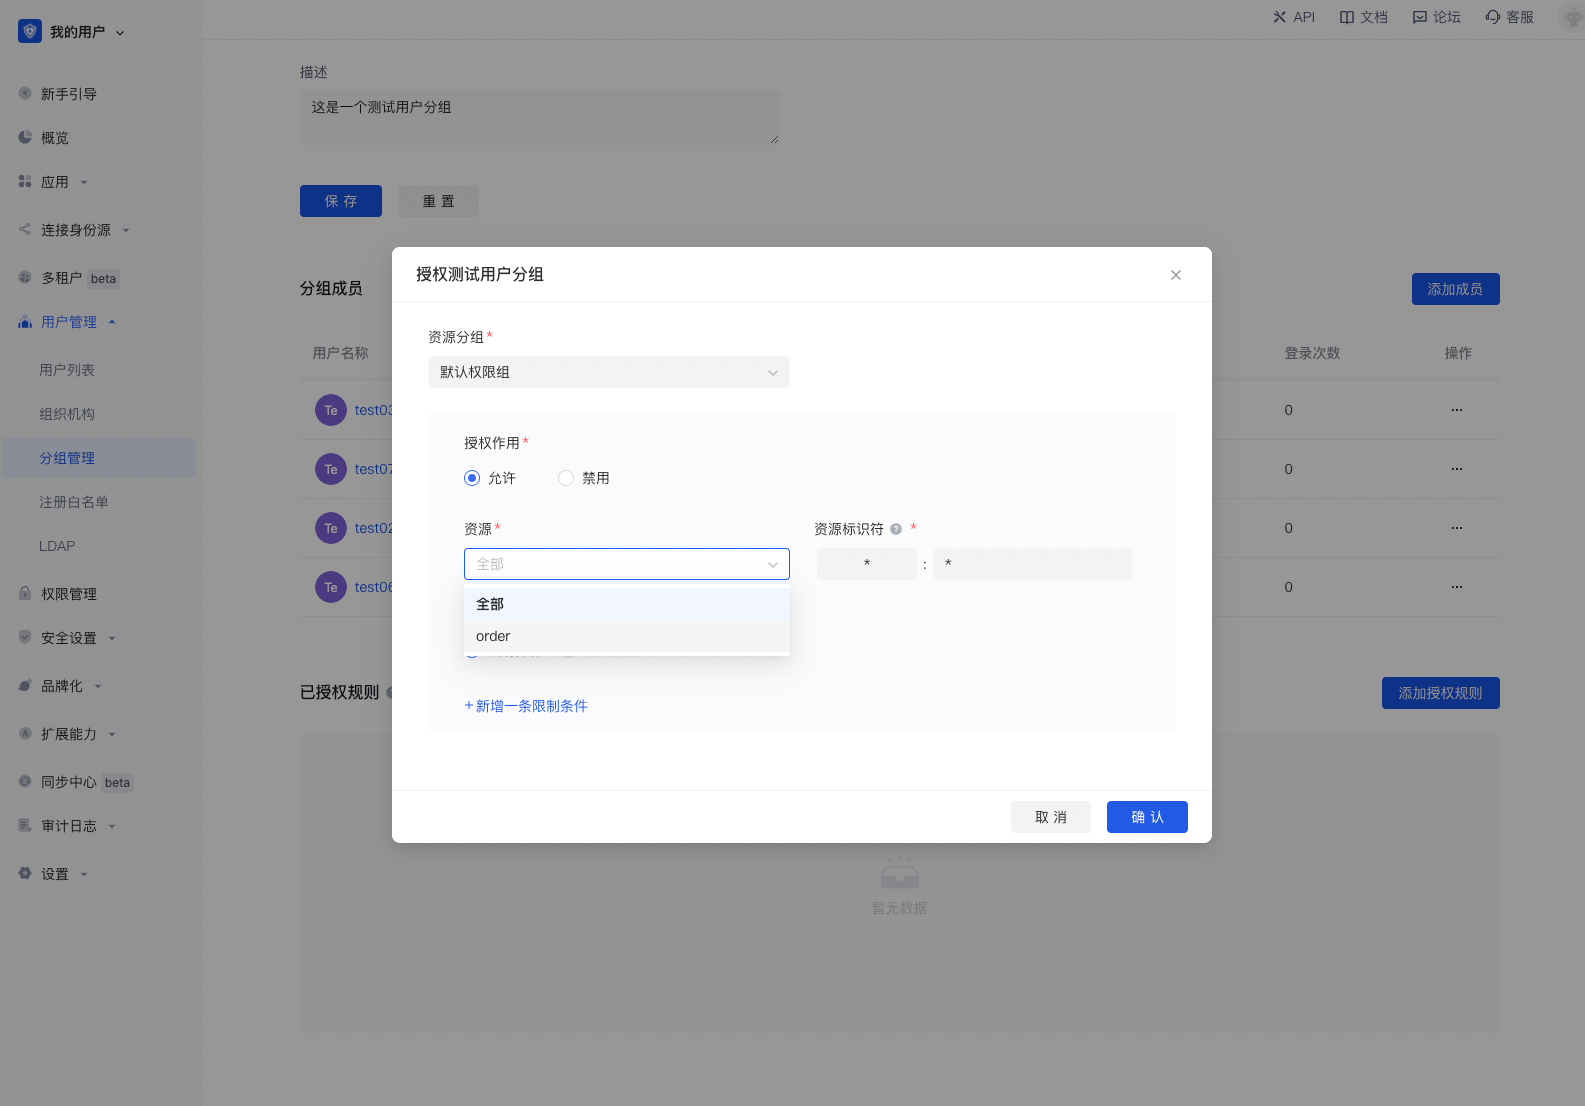 我的用户
API
文档
论坛
客服
新手引导
概览
应用
连接身份源
多租户 beta
用户管理
用户列表
组织机构
分组管理
注册白名单
LDAP
权限管理
安全设置
品牌化
扩展能力
同步中心 beta
审计日志
设置
描述
这是一个测试用户分组
保存
重置
分组成员
添加成员
用户名称
登录次数
操作
Te
0
Te
0
Te
0
Te
0
已授权规则
添加授权规则
暂无数据
授权测试用户分组
资源分组*
默认权限组
授权作用*
允许
禁用
资源*
资源标识符 ? *
全部
* : *
全部
order
+新增一条限制条件
取消
确认